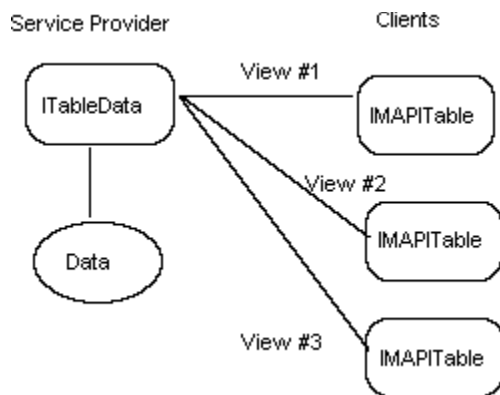 Service Provider
Clients
View #1
ITableData
IMAPITable
View #2
IMAPITable
Data
View #3
IMAPITable